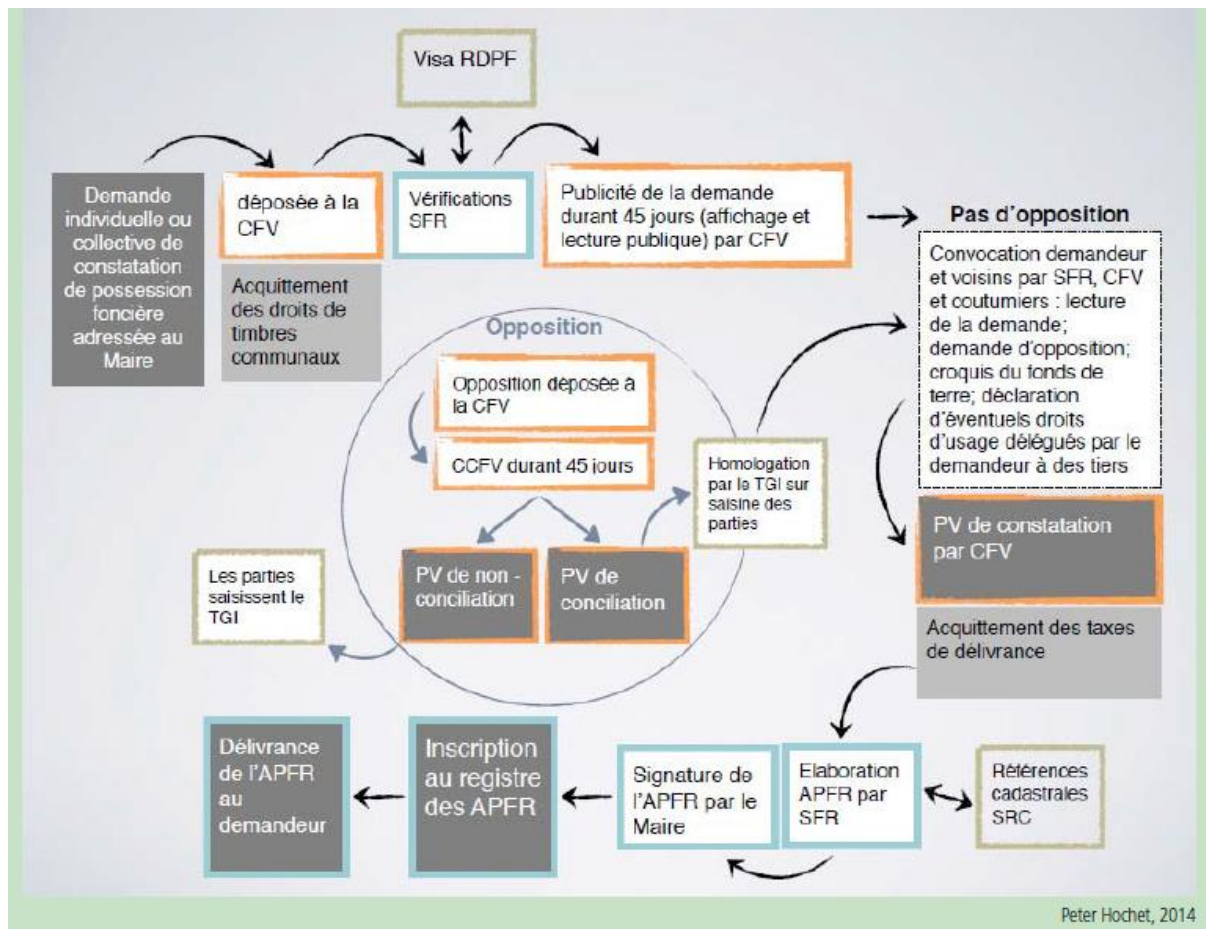 Visa RDPF
Demande
individuelle ou
collective de
constatation
de possession
foncière
adressée au
Maire
déposée à la
CFV
Acquittement
des droits de
timbres
communaux
Vérifications
SFR
Publicité de la demande
durant 45 jours (affichage et
lecture publique) par CFV
Pas d'opposition
Convocation demandeur
et voisins par SFR, CFV
et coutumiers : lecture
de la demande;
demande d'opposition;
croquis du fonds de
terre; déclaration
d'éventuels droits
d'usage délégués par le
demandeur à des tiers
Opposition
Opposition déposée à
la CFV
CCFV durant 45 jours
PV de non -
conciliation
PV de
conciliation
Les parties
saisissent le
TGI
Homologation
par le TGI sur
saisine des
parties
PV de constatation
par CFV
Acquittement des taxes
de délivrance
Références
cadastrales
SRC
Elaboration
APFR par
SFR
Signature de
l'APFR par le
Maire
Inscription
au registre
des APFR
Délivrance
de l'APFR
au
demandeur
Peter Hochet, 2014